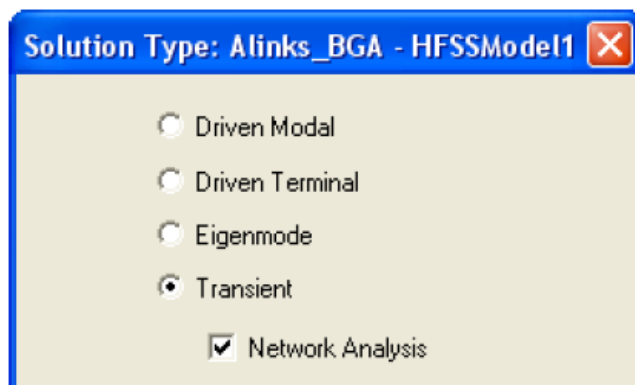 Solution Type: Alinks_BGA - HFSSModel1
Driven Modal
Driven Terminal
Eigenmode
Transient
Network Analysis